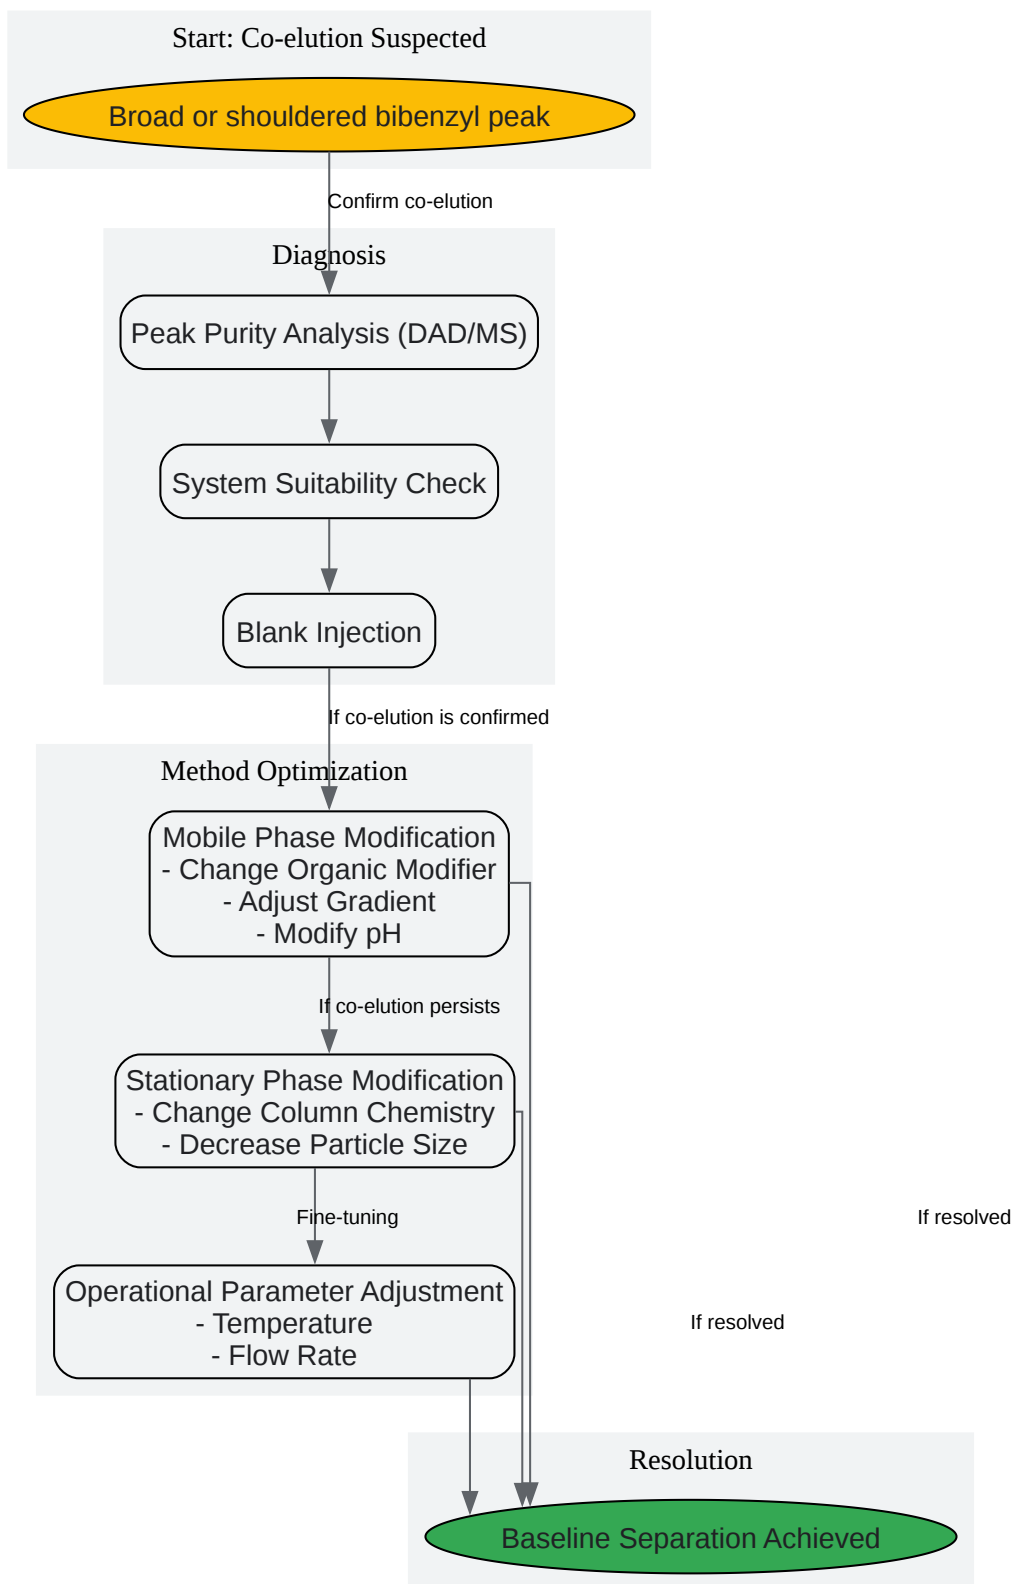 Start: Co-elution Suspected
Broad or shouldered bibenzyl peak
Confirm co-elution
Diagnosis
Peak Purity Analysis (DAD/MS)
System Suitability Check
Blank Injection
If co-elution is confirmed
Method Optimization
Mobile Phase Modification
- Change Organic Modifier
- Adjust Gradient
- Modify pH
If co-elution persists
Stationary Phase Modification
- Change Column Chemistry
- Decrease Particle Size
Fine-tuning
If resolved
Operational Parameter Adjustment
- Temperature
- Flow Rate
If resolved
Resolution
Baseline Separation Achieved